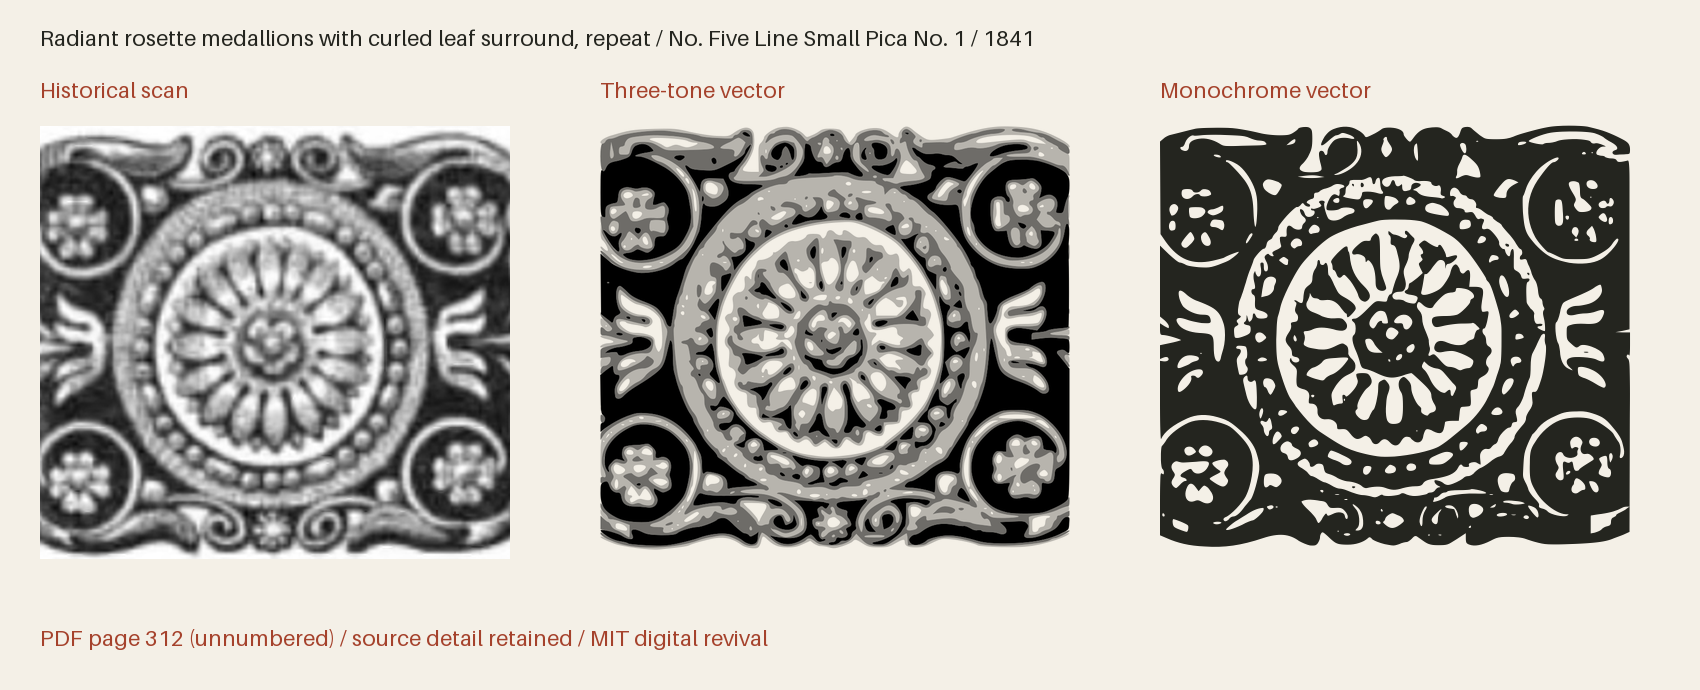 Radiant rosette medallions with curled leaf surround, repeat / No. Five Line Small Pica No. 1 / 1841
Historical scan
Three-tone vector
Monochrome vector
PDF page 312 (unnumbered) / source detail retained / MIT digital revival